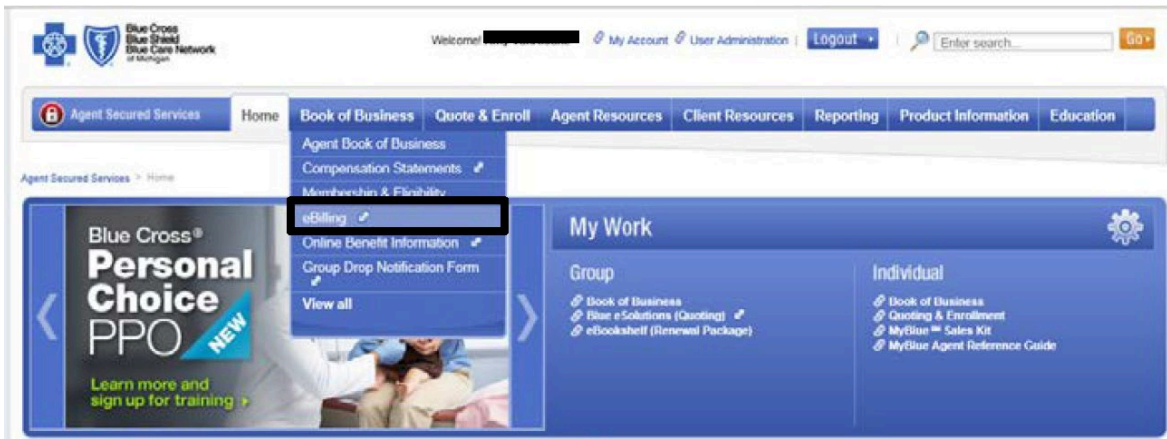 Blue Cross
Blue Shield
Blue Care Network
of Michigan
Welcome!
My Account User Administration | Logout Enter search... Go
Agent Secured Services Home Book of Business Quote & Enroll Agent Resources Client Resources Reporting Product Information Education
Agent Book of Business
Compensation Statements
Membership & Eligibility
eBilling
Online Benefit Information
Group Drop Notification Form
View all
Agent Secured Services > Home
Blue Cross®
Personal
Choice
PPO NEW
Learn more and
sign up for training
My Work
Group
Book of Business
Blue eSolutions (Quoting)
eBookshelf (Renewal Package)
Individual
Book of Business
Quoting & Enrollment
MyBlue℠ Sales Kit
MyBlue Agent Reference Guide